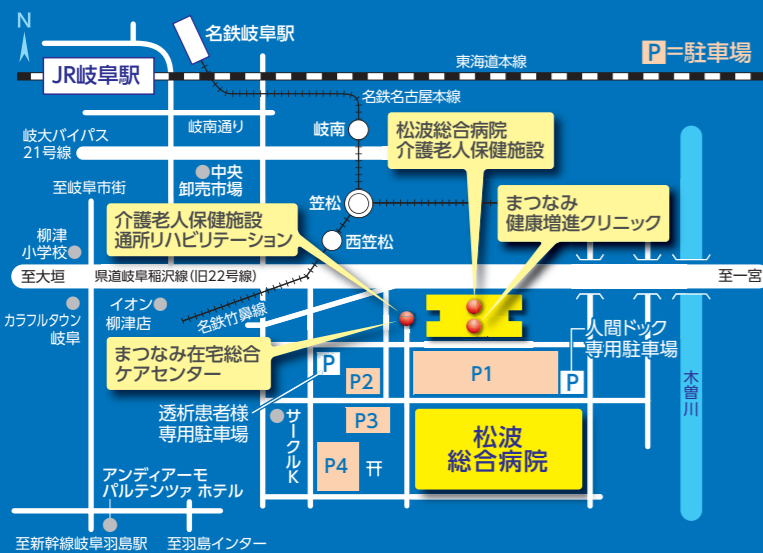 N
名鉄岐阜駅
P=駐車場
JR岐阜駅
東海道本線
名鉄名古屋本線
岐南通り
岐南
松波総合病院
介護老人保健施設
岐大バイパス
21号線
中央
卸売市場
至岐阜市街
笠松
まつなみ
健康増進クリニック
介護老人保健施設
通所リハビリテーション
柳津
小学校
西笠松
至大垣
県道岐阜稲沢線(旧22号線)
至一宮
カラフルタウン
岐阜
イオン
柳津店
名鉄竹鼻線
人間ドック
専用駐車場
まつなみ在宅総合
ケアセンター
P
P2
P1
P
木曽川
透析患者様
専用駐車場
P3
サークルK
松波
総合病院
P4
アンディアーモ
パルテンツァ ホテル
至新幹線岐阜羽島駅
至羽島インター